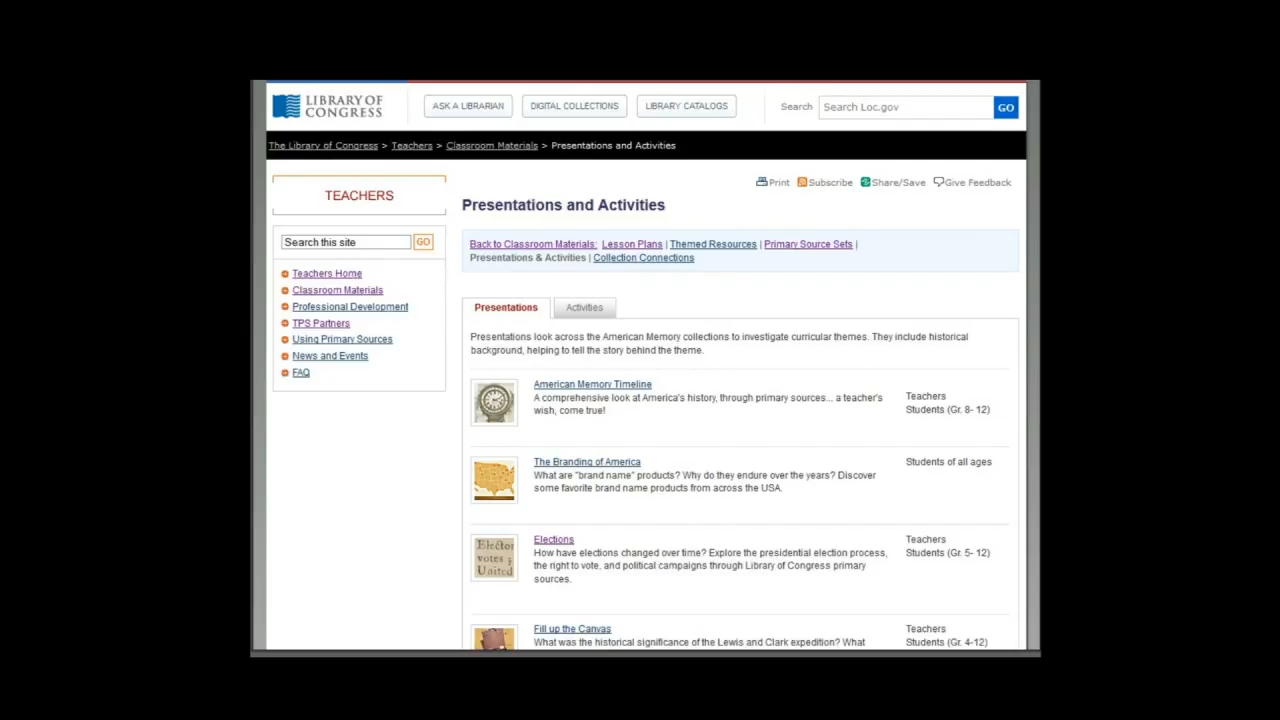 LIBRARY OF
CONGRESS
ASK A LIBRARIAN
DIGITAL COLLECTIONS
LIBRARY CATALOGS
Search
Search Loc.gov
GO
The Library of Congress > Teachers > Classroom Materials > Presentations and Activities
TEACHERS
Search this site
GO
Teachers Home
Classroom Materials
Professional Development
TPS Partners
Using Primary Sources
News and Events
FAQ
Print
Subscribe
Share/Save
Give Feedback
Presentations and Activities
Back to Classroom Materials: Lesson Plans | Themed Resources | Primary Source Sets |
Presentations & Activities | Collection Connections
Presentations
Activities
Presentations look across the American Memory collections to investigate curricular themes. They include historical
background, helping to tell the story behind the theme.
American Memory Timeline
A comprehensive look at America's history, through primary sources... a teacher's
wish, come true!
Teachers
Students (Gr. 8- 12)
The Branding of America
What are "brand name" products? Why do they endure over the years? Discover
some favorite brand name products from across the USA.
Students of all ages
Elector
votes ;
United
Elections
How have elections changed over time? Explore the presidential election process,
the right to vote, and political campaigns through Library of Congress primary
sources.
Teachers
Students (Gr. 5- 12)
Fill up the Canvas
What was the historical significance of the Lewis and Clark expedition? What
Teachers
Students (Gr. 4-12)